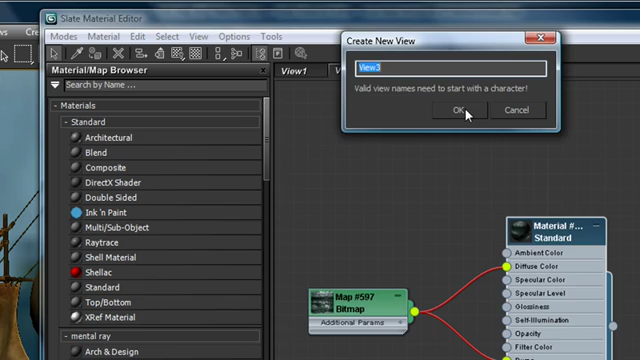 Slate Material Editor
Modes Material Edit Select View Options Tools
Create New View
View3
Valid view names need to start with a character!
OK Cancel
Material/Map Browser
Search by Name ...
View1
- Materials
- Standard
Architectural
Blend
Composite
DirectX Shader
Double Sided
Ink 'n Paint
Multi/Sub-Object
Raytrace
Shell Material
Shellac
Standard
Top/Bottom
XRef Material
- mental ray
Arch & Design
Map #597
Bitmap
Additional Params +
Material #...
Standard
Ambient Color
Diffuse Color
Specular Color
Specular Level
Glossiness
Self-Illumination
Opacity
Filter Color
Bump